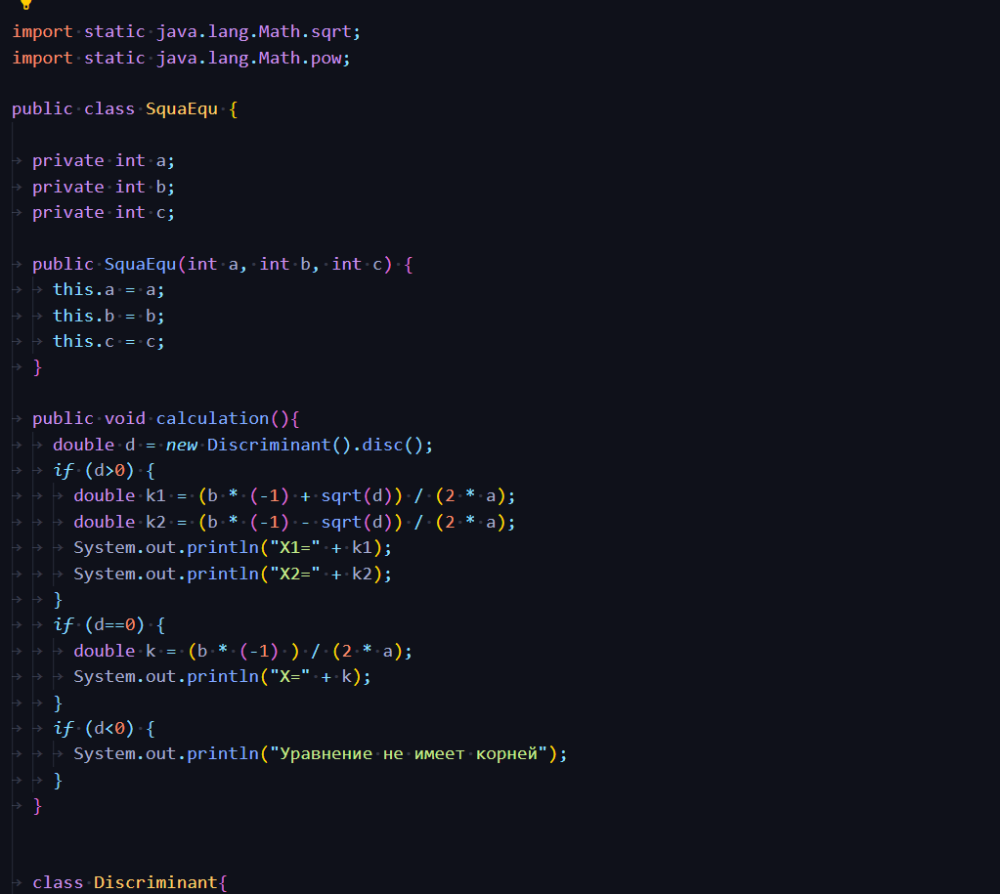 import static java.lang.Math.sqrt;
import static java.lang.Math.pow;
public class SquaEqu {
private int a;
private int b;
private int c;
public SquaEqu(int a, int b, int c) {
this.a = a;
this.b = b;
this.c = c;
}
public void calculation(){
double d = new Discriminant().disc();
if (d>0) {
double k1 = (b * (-1) + sqrt(d)) / (2 * a);
double k2 = (b * (-1) - sqrt(d)) / (2 * a);
System.out.println("X1=" + k1);
System.out.println("X2=" + k2);
}
if (d==0) {
double k = (b * (-1) ) / (2 * a);
System.out.println("X=" + k);
}
if (d<0) {
System.out.println("Уравнение не имеет корней");
}
}
class Discriminant{